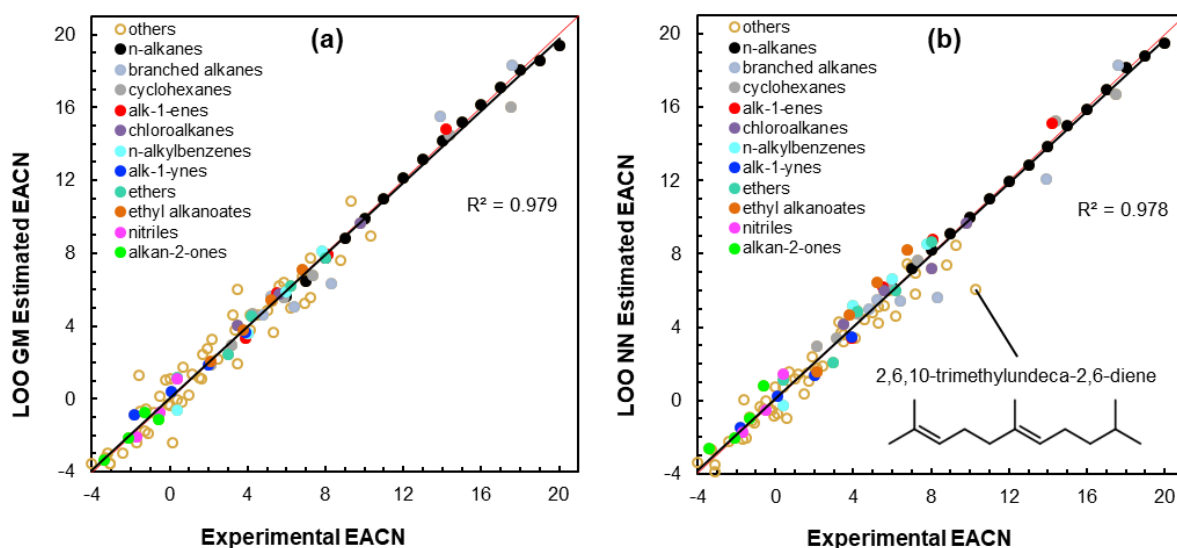 (a)
others
n-alkanes
branched alkanes
cyclohexanes
alk-1-enes
chloroalkanes
n-alkylbenzenes
alk-1-ynes
ethers
ethyl alkanoates
nitriles
alkan-2-ones
R² = 0.979
LOO GM Estimated EACN
20
16
12
8
4
0
-4
-4 0 4 8 12 16 20
Experimental EACN
(b)
others
n-alkanes
branched alkanes
cyclohexanes
alk-1-enes
chloroalkanes
n-alkylbenzenes
alk-1-ynes
ethers
ethyl alkanoates
nitriles
alkan-2-ones
R² = 0.978
2,6,10-trimethylundeca-2,6-diene
LOO NN Estimated EACN
20
16
12
8
4
0
-4
-4 0 4 8 12 16 20
Experimental EACN